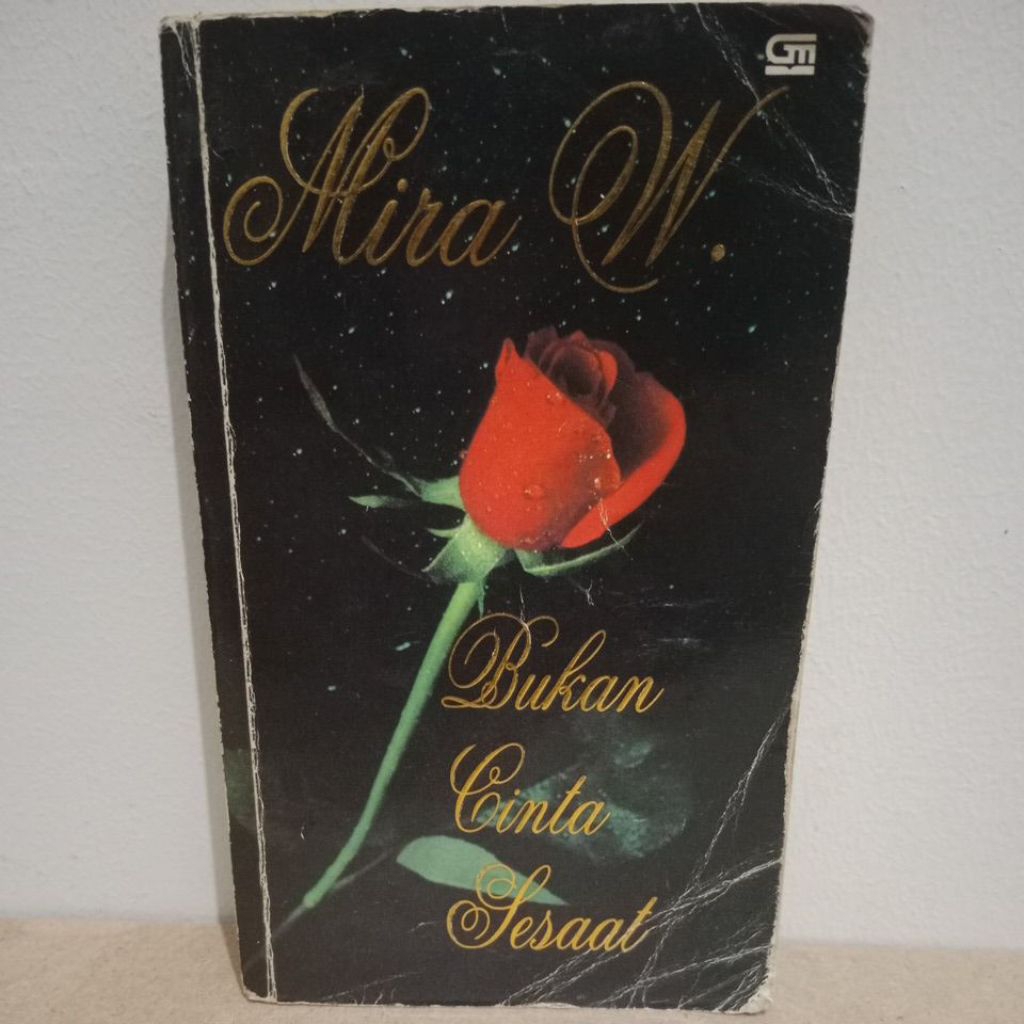 GM
Mira W.
Bukan
Cinta
Sesaat